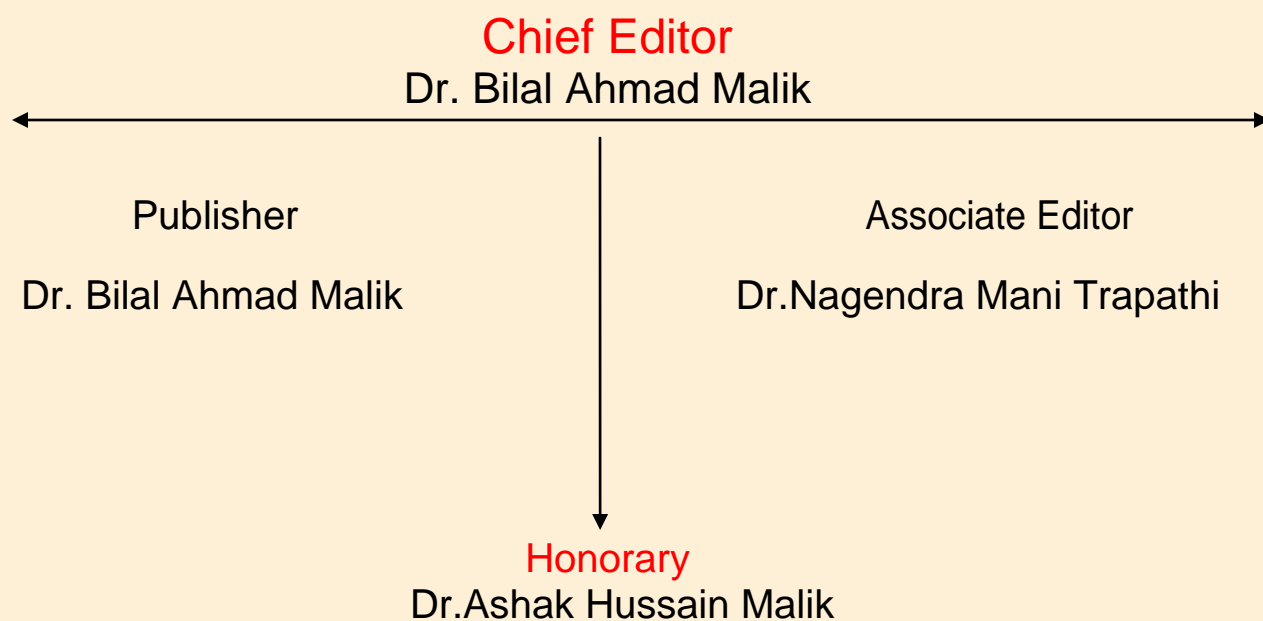 Chief Editor
Dr. Bilal Ahmad Malik
Publisher
Associate Editor
Dr. Bilal Ahmad Malik
Dr.Nagendra Mani Trapathi
Honorary
Dr.Ashak Hussain Malik